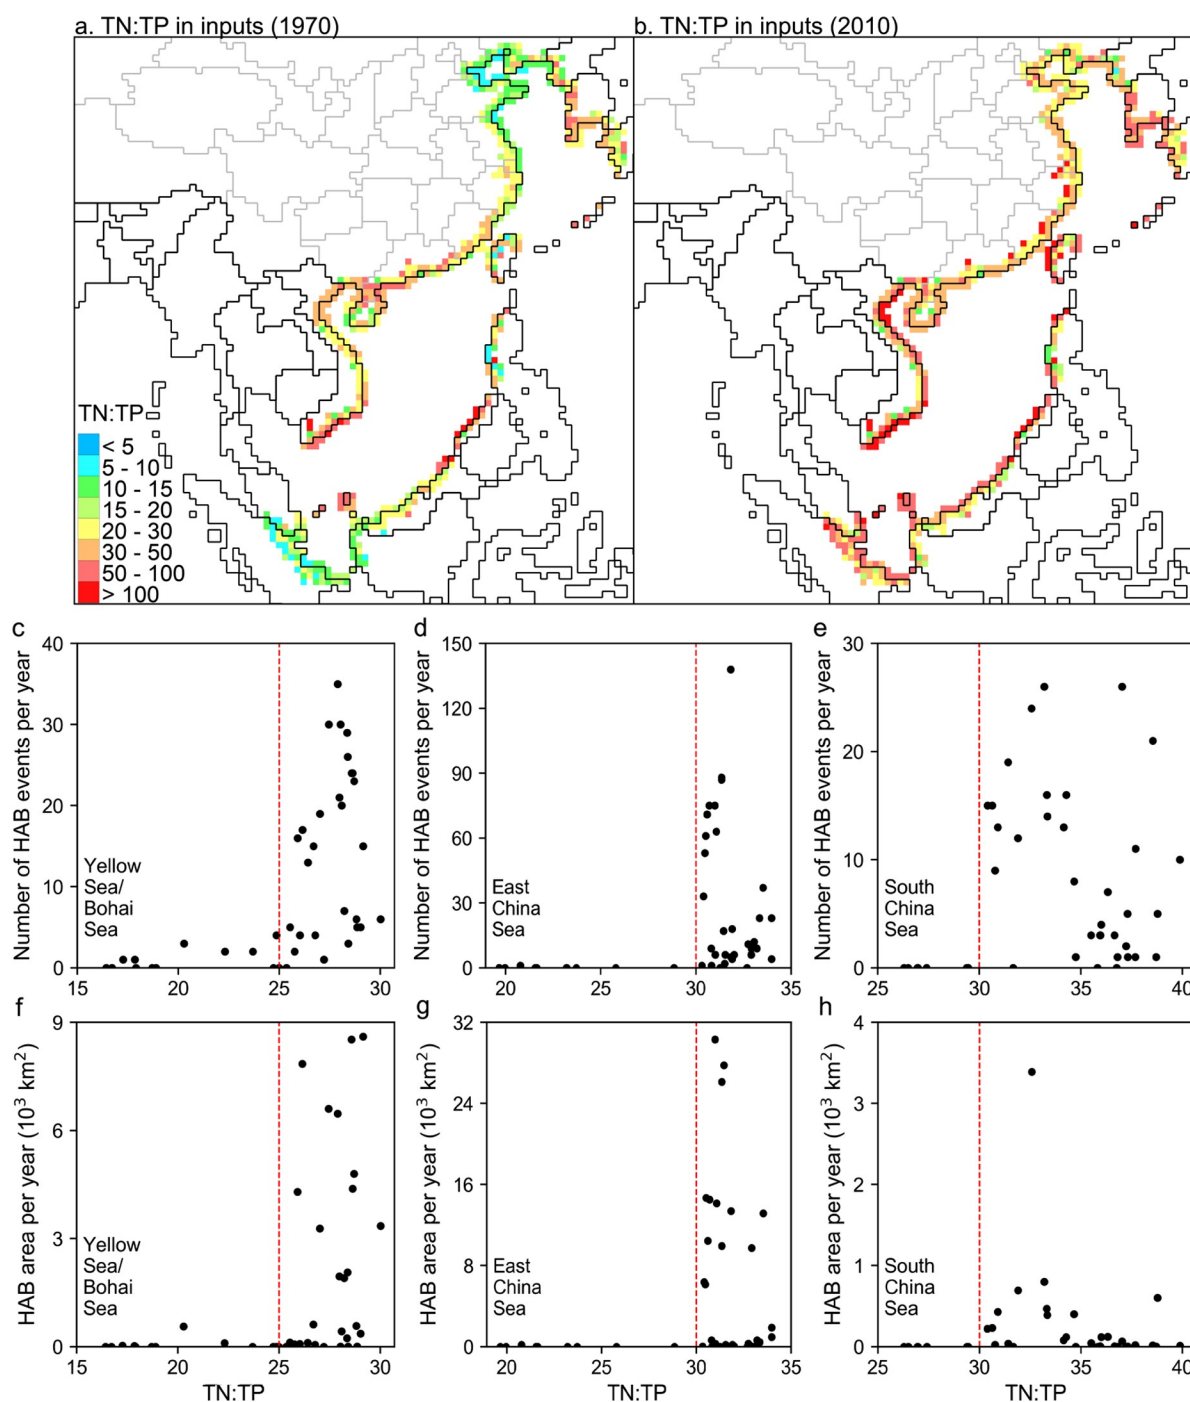 a. TN:TP in inputs (1970)
b. TN:TP in inputs (2010)
TN:TP
< 5
5 - 10
10 - 15
15 - 20
20 - 30
30 - 50
50 - 100
> 100
c
d
e
Number of HAB events per year
40
30
20
10
0
Yellow
Sea/
Bohai
Sea
15
20
25
30
Number of HAB events per year
150
120
90
60
30
0
East
China
Sea
20
25
30
35
Number of HAB events per year
30
20
10
0
South
China
Sea
25
30
35
40
f
g
h
HAB area per year (10³ km²)
9
6
3
0
Yellow
Sea/
Bohai
Sea
15
20
25
30
TN:TP
HAB area per year (10³ km²)
32
24
16
8
0
East
China
Sea
20
25
30
35
TN:TP
HAB area per year (10³ km²)
4
3
2
1
0
South
China
Sea
25
30
35
40
TN:TP